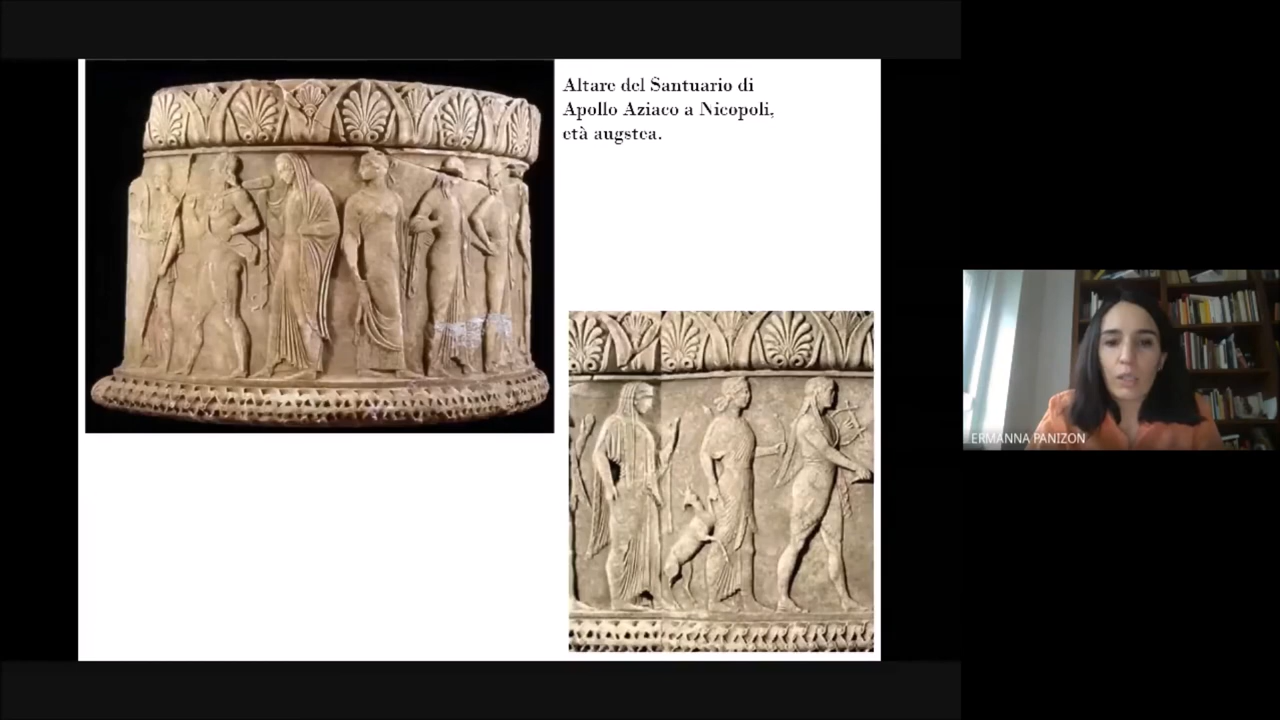 Altare del Santuario di
Apollo Aziaco a Nicopoli,
età augstea.
ERMANNA PANIZON